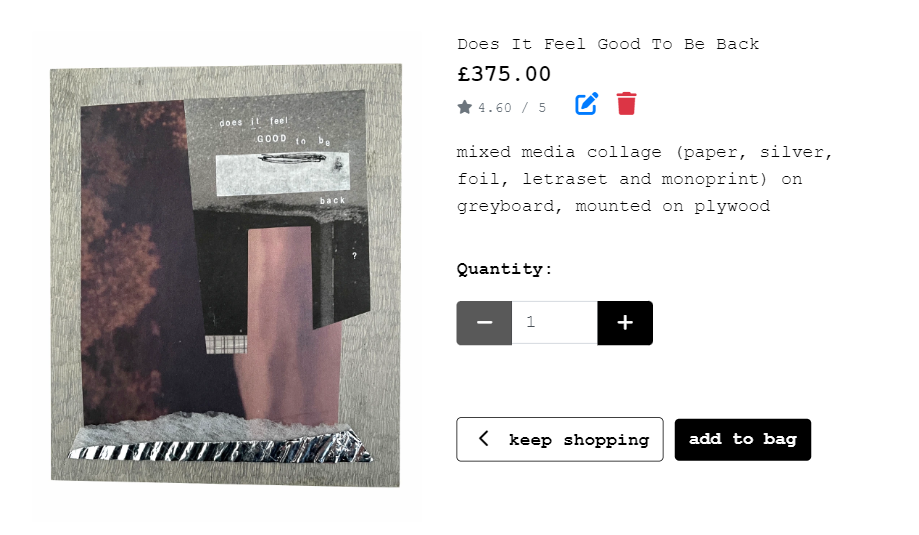 Does It Feel Good To Be Back
£375.00
4.60 / 5
mixed media collage (paper, silver,
foil, letraset and monoprint) on
greyboard, mounted on plywood
Quantity:
1
keep shopping
add to bag
does it feel
GOOD to be
back
?